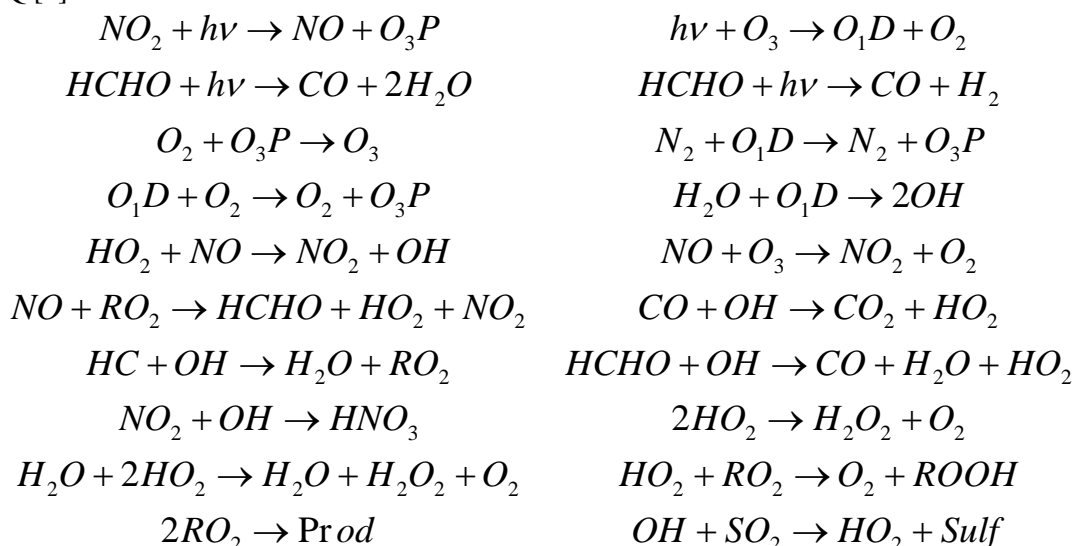 NO₂ + hν → NO + O₃P hν + O₃ → O₁D + O₂
HCHO + hν → CO + 2H₂O HCHO + hν → CO + H₂
O₂ + O₃P → O₃ N₂ + O₁D → N₂ + O₃P
O₁D + O₂ → O₂ + O₃P H₂O + O₁D → 2OH
HO₂ + NO → NO₂ + OH NO + O₃ → NO₂ + O₂
NO + RO₂ → HCHO + HO₂ + NO₂ CO + OH → CO₂ + HO₂
HC + OH → H₂O + RO₂ HCHO + OH → CO + H₂O + HO₂
NO₂ + OH → HNO₃ 2HO₂ → H₂O₂ + O₂
H₂O + 2HO₂ → H₂O + H₂O₂ + O₂ HO₂ + RO₂ → O₂ + ROOH
2RO₂ → Prod OH + SO₂ → HO₂ + Sulf